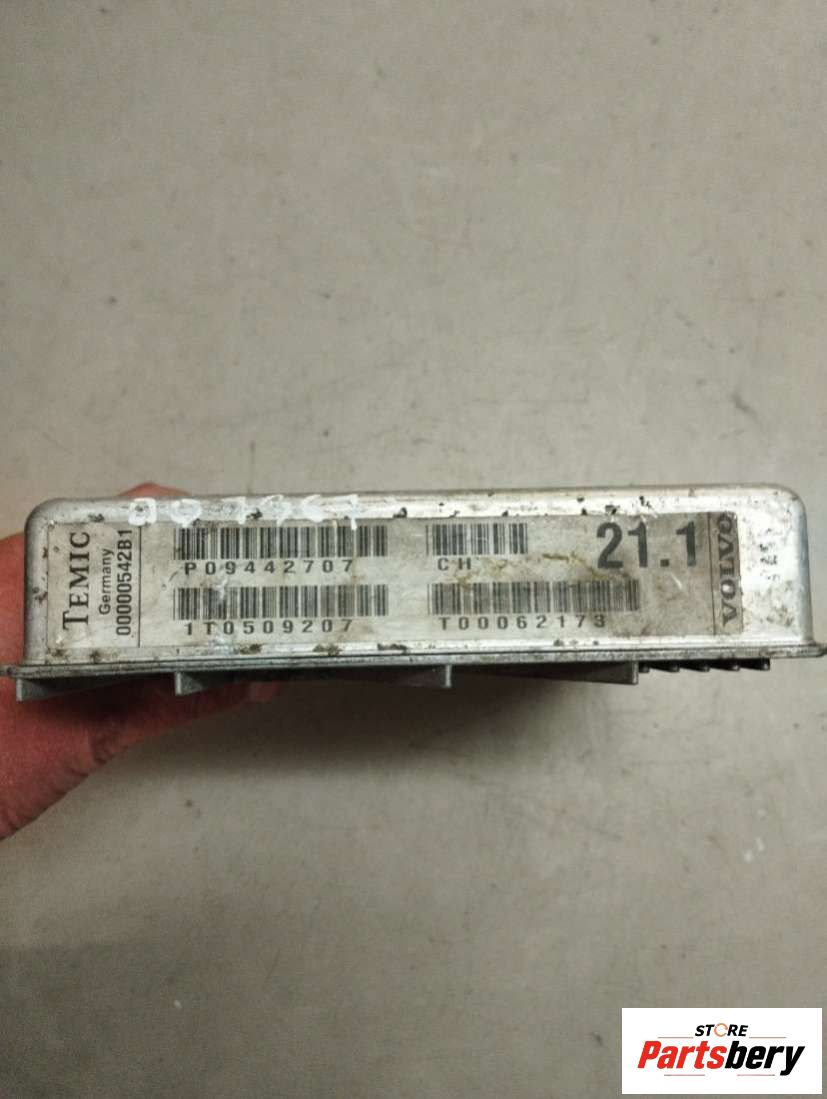 TEMIC
Germany
00000542B1
P09442707
CH
21.1
VOLVO
1T0509207
T00062173
STORE
Partsbery